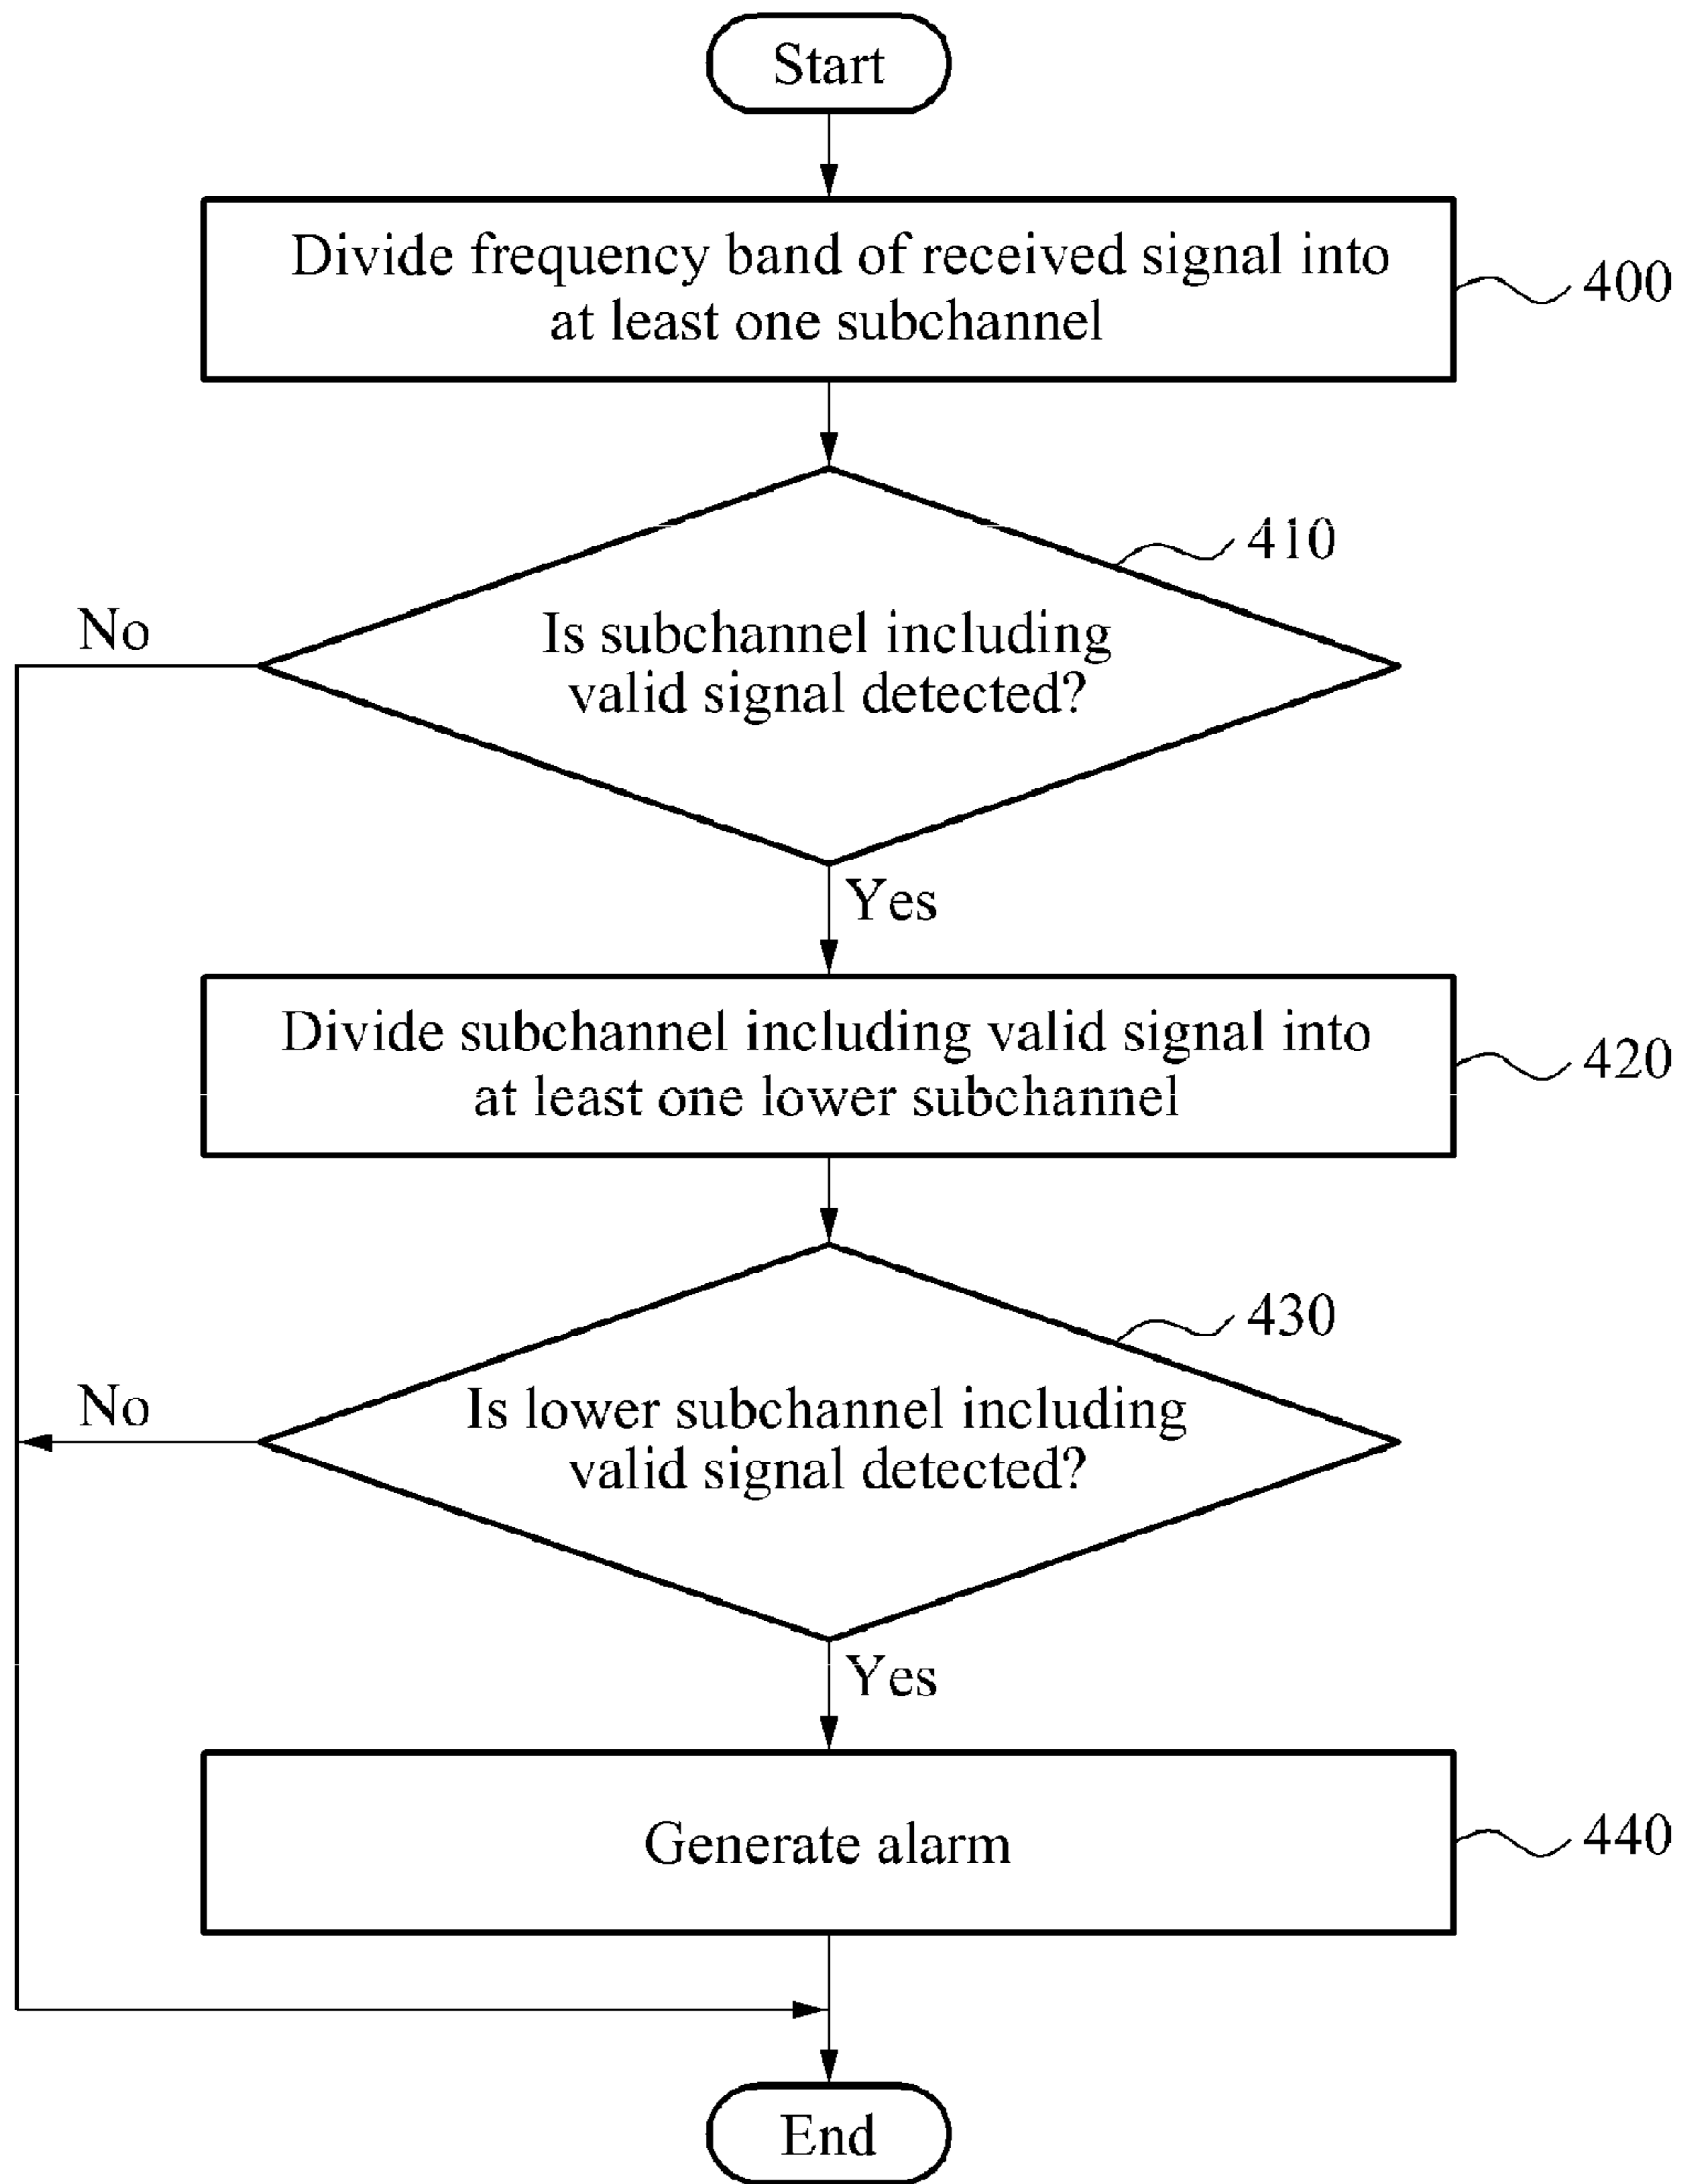 Start
Divide frequency band of received signal into
at least one subchannel
400
410
No
Is subchannel including
valid signal detected?
Yes
Divide subchannel including valid signal into
at least one lower subchannel
420
430
No
Is lower subchannel including
valid signal detected?
Yes
Generate alarm
440
End